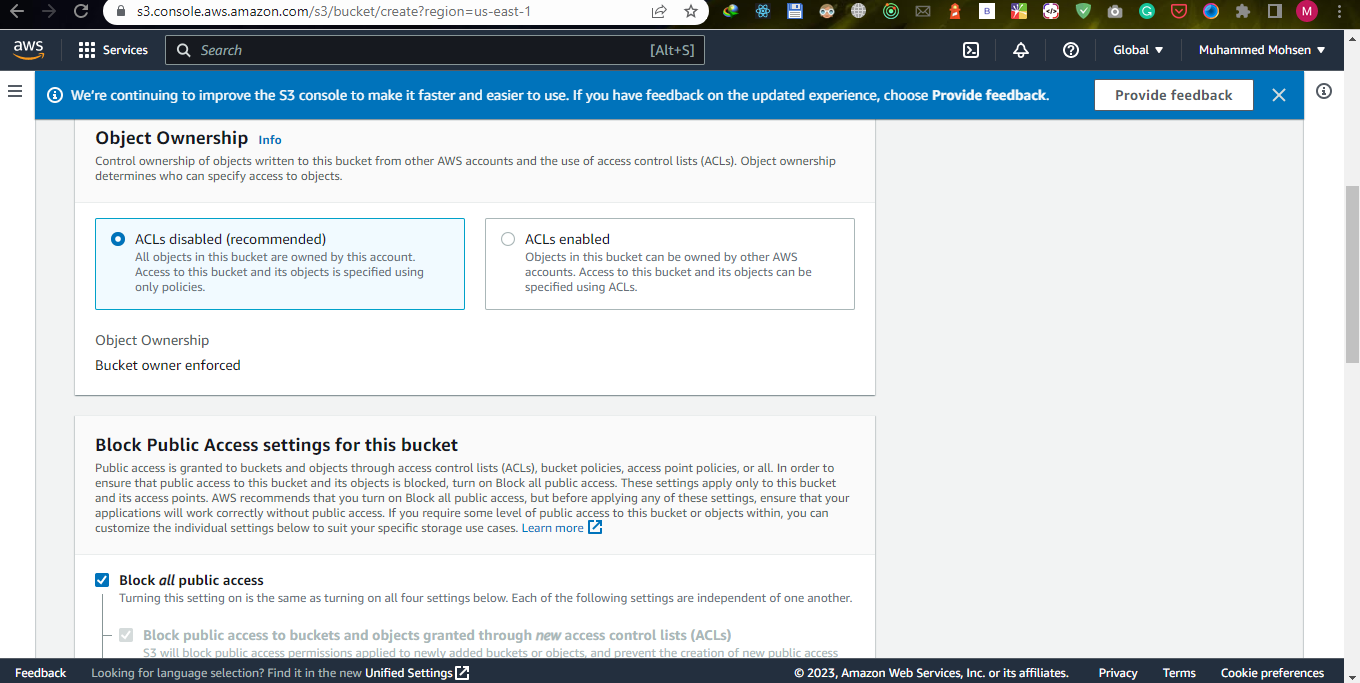 s3.console.aws.amazon.com/s3/bucket/create?region=us-east-1
B
G
M
aws
Services
Search
[Alt+S]
Global
Muhammed Mohsen
We're continuing to improve the S3 console to make it faster and easier to use. If you have feedback on the updated experience, choose Provide feedback.
Provide feedback
Object Ownership Info
Control ownership of objects written to this bucket from other AWS accounts and the use of access control lists (ACLs). Object ownership
determines who can specify access to objects.
ACLs disabled (recommended)
All objects in this bucket are owned by this account.
Access to this bucket and its objects is specified using
only policies.
ACLs enabled
Objects in this bucket can be owned by other AWS
accounts. Access to this bucket and its objects can be
specified using ACLs.
Object Ownership
Bucket owner enforced
Block Public Access settings for this bucket
Public access is granted to buckets and objects through access control lists (ACLs), bucket policies, access point policies, or all. In order to
ensure that public access to this bucket and its objects is blocked, turn on Block all public access. These settings apply only to this bucket
and its access points. AWS recommends that you turn on Block all public access, but before applying any of these settings, ensure that your
applications will work correctly without public access. If you require some level of public access to this bucket or objects within, you can
customize the individual settings below to suit your specific storage use cases. Learn more
Block all public access
Turning this setting on is the same as turning on all four settings below. Each of the following settings are independent of one another.
Block public access to buckets and objects granted through new access control lists (ACLs)
S3 will block public access permissions applied to newly added buckets or objects, and prevent the creation of new public access
Feedback
Looking for language selection? Find it in the new Unified Settings
© 2023, Amazon Web Services, Inc. or its affiliates.
Privacy
Terms
Cookie preferences